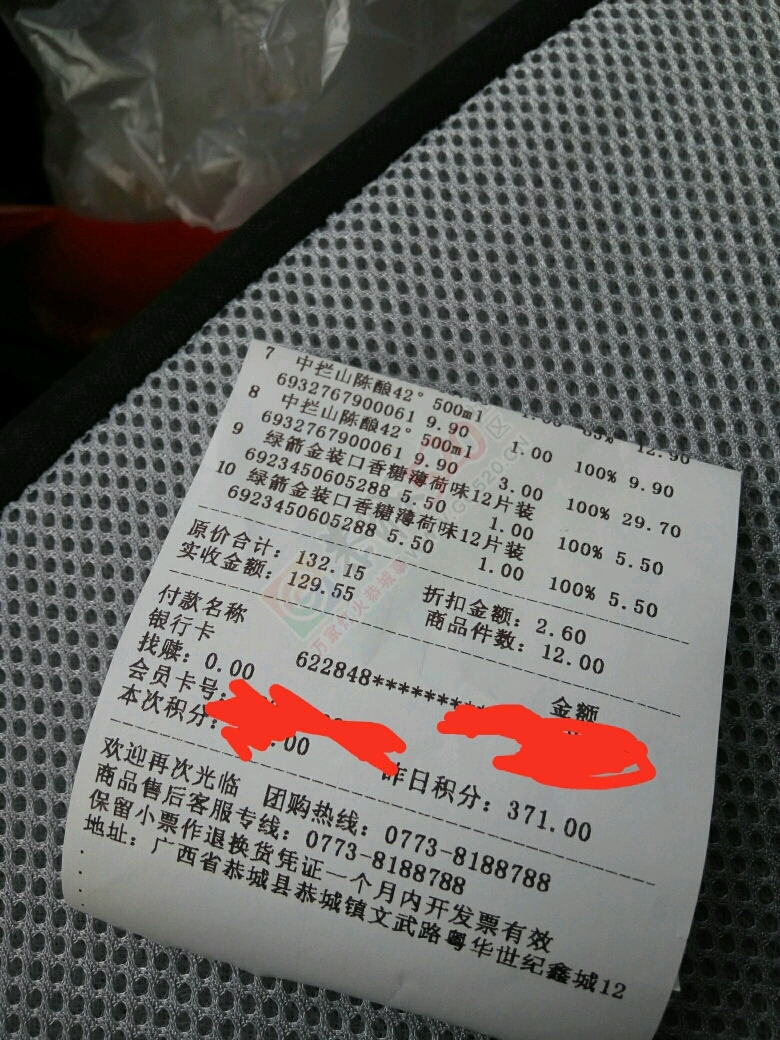 7 中拦山陈酿42° 500ml
6932767900061 9.90 1.00 100% 9.90
8 中拦山陈酿42° 500ml
6932767900061 9.90 3.00 100% 29.70
9 绿箭金装口香糖薄荷味12片装
6923450605288 5.50 1.00 100% 5.50
10 绿箭金装口香糖薄荷味12片装
6923450605288 5.50 1.00 100% 5.50
原价合计: 132.15 折扣金额: 2.60
实收金额: 129.55 商品件数: 12.00
付款名称 金额
银行卡 622848*********
找赎: 0.00
会员卡号:
本次积分: .00 昨日积分: 371.00
欢迎再次光临 团购热线: 0773-8188788
商品售后客服专线: 0773-8188788
保留小票作退换货凭证一个月内开发票有效
地址: 广西省恭城县恭城镇文武路粤华世纪鑫城12